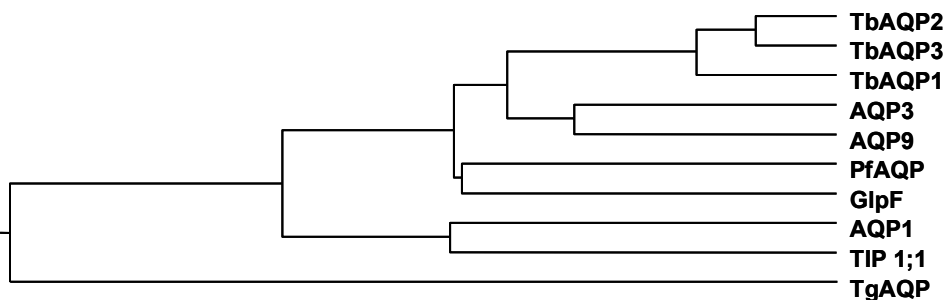 TbAQP2
TbAQP3
TbAQP1
AQP3
AQP9
PfAQP
GlpF
AQP1
TIP 1;1
TgAQP